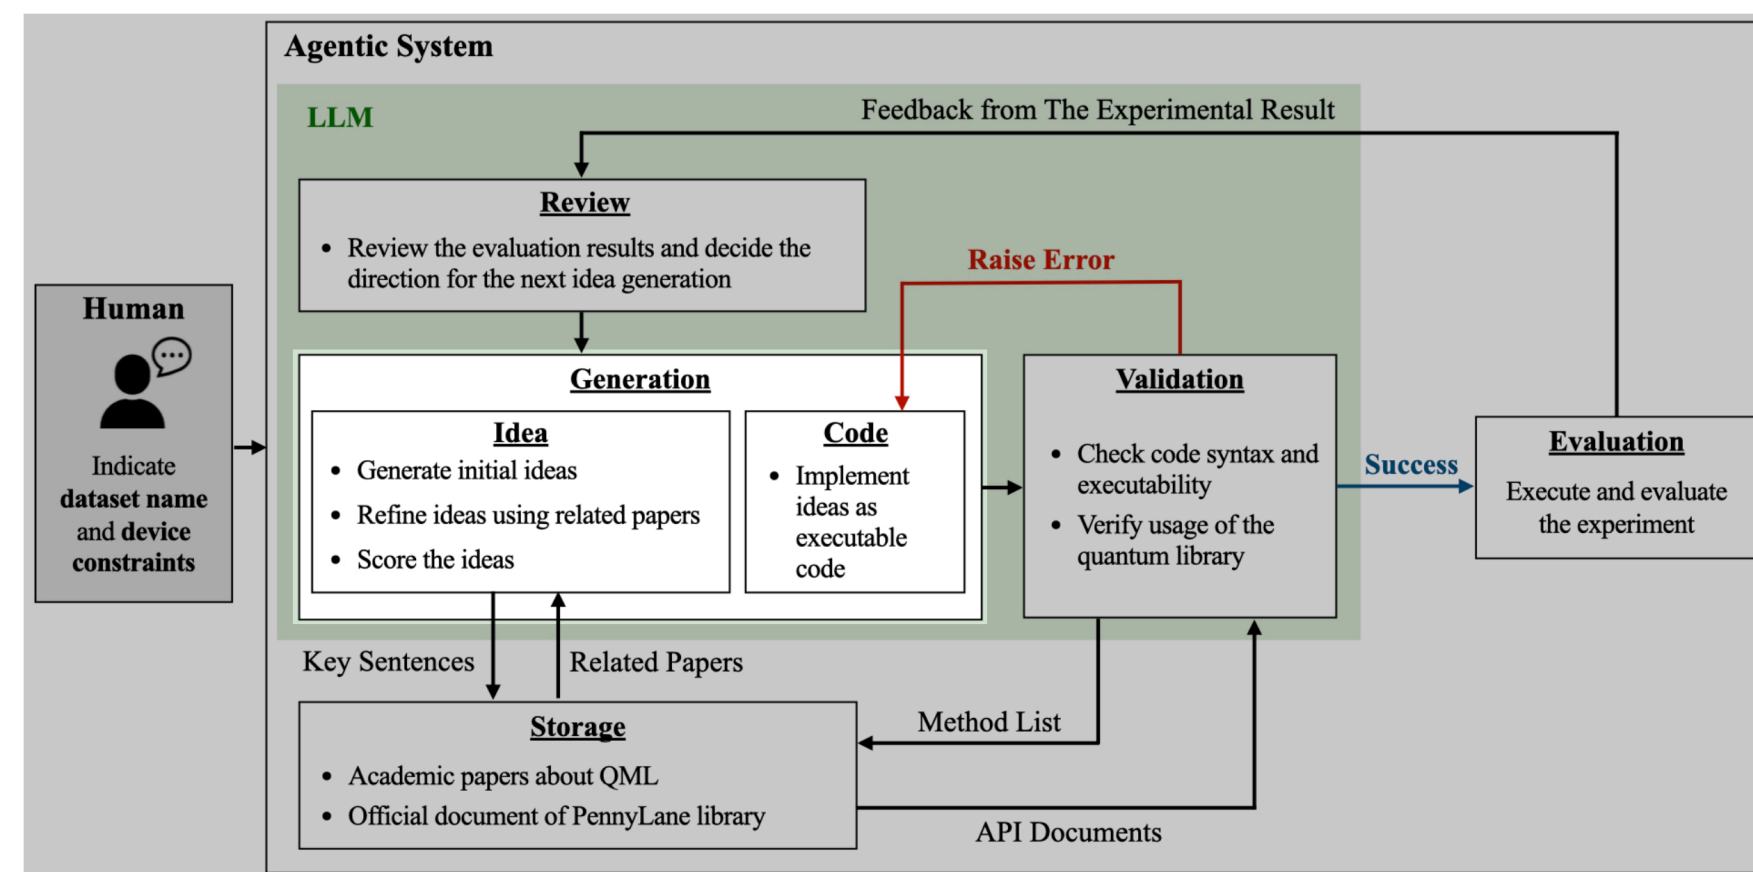 Agentic System
LLM
Feedback from The Experimental Result
Review
• Review the evaluation results and decide the
direction for the next idea generation
Raise Error
Human
Indicate
dataset name
and device
constraints
Generation
Idea
• Generate initial ideas
• Refine ideas using related papers
• Score the ideas
Code
• Implement
ideas as
executable
code
Validation
• Check code syntax and
executability
• Verify usage of the
quantum library
Success
Evaluation
Execute and evaluate
the experiment
Key Sentences
Related Papers
Storage
• Academic papers about QML
• Official document of PennyLane library
Method List
API Documents